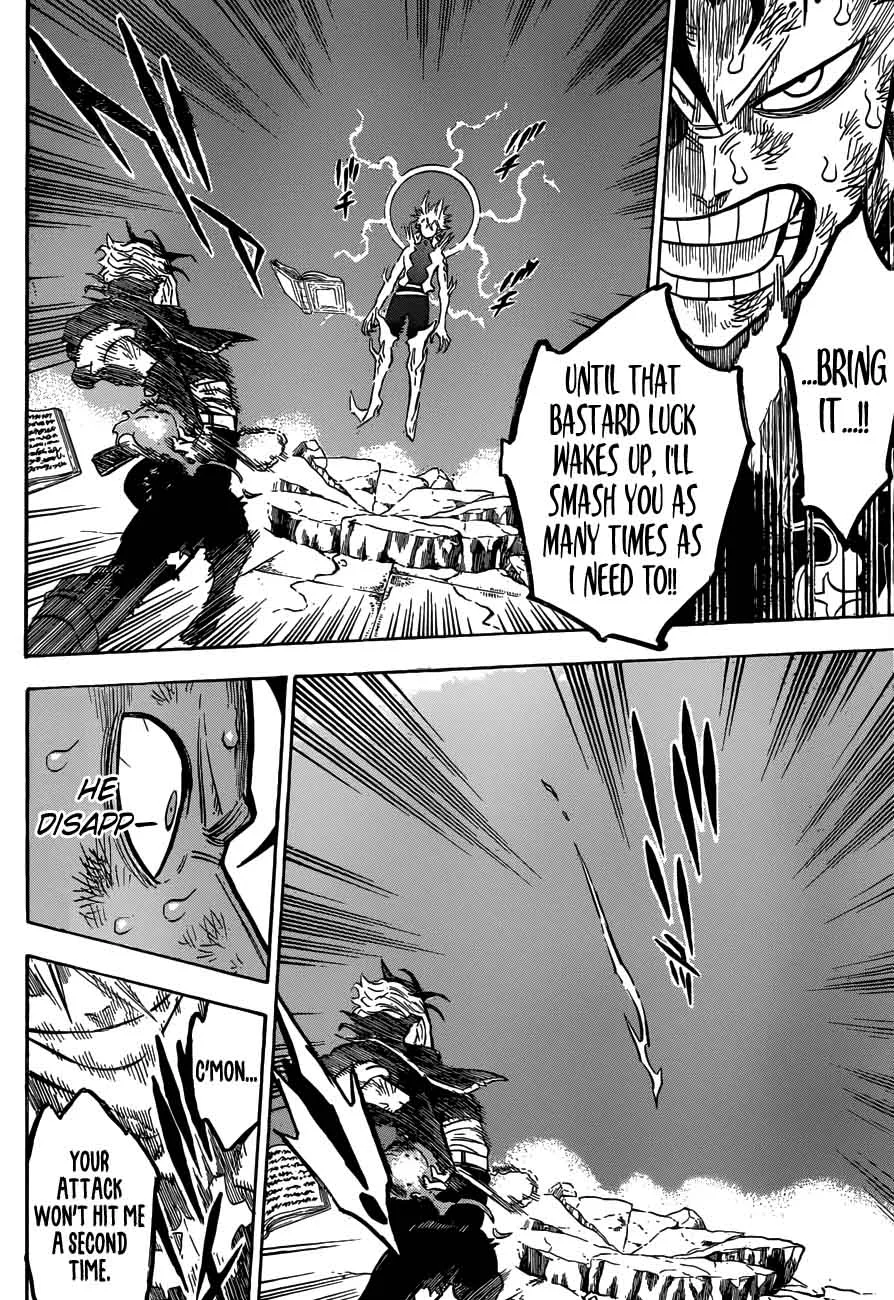 ...BRING
IT...!!
UNTIL THAT
BASTARD LUCK
WAKES UP, I'LL
SMASH YOU AS
MANY TIMES AS
I NEED TO!!
HE
DISAPP—
C'MON...
YOUR
ATTACK
WON'T HIT ME
A SECOND
TIME.